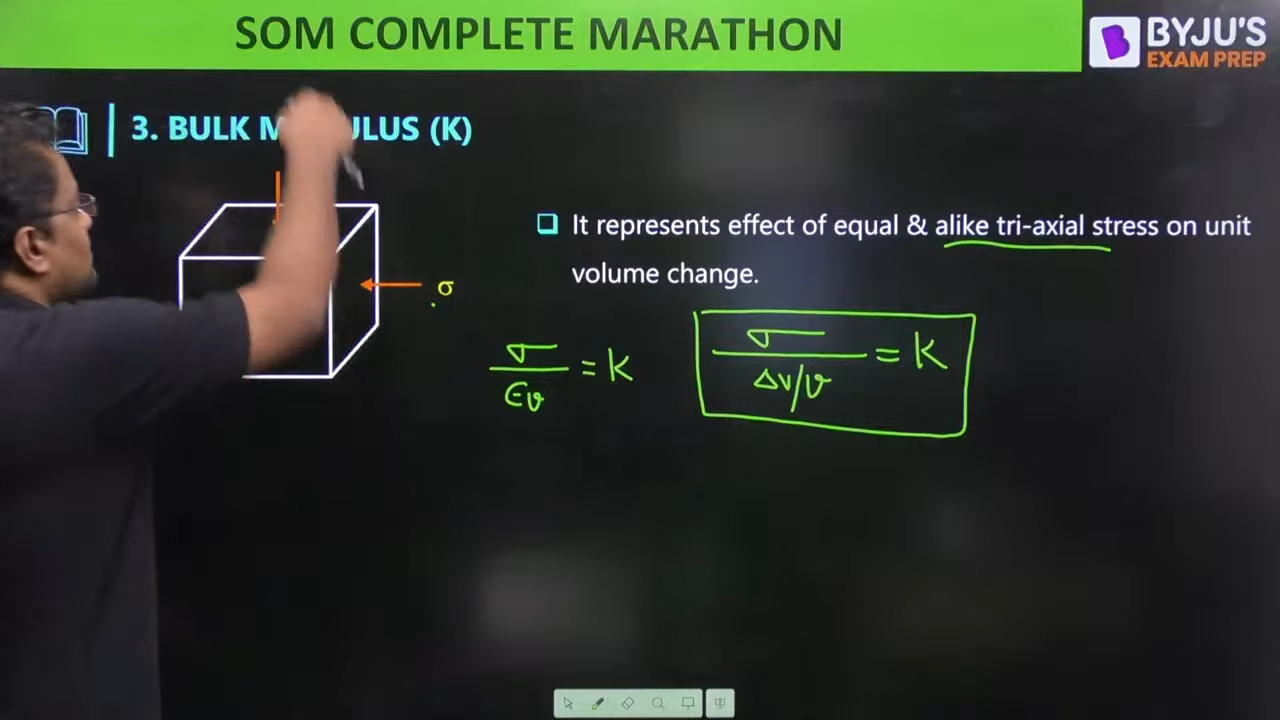 SOM COMPLETE MARATHON
BYJU'S
EXAM PREP
3. BULK M ULUS (K)
It represents effect of equal & alike tri-axial stress on unit
volume change.
σ
σ/εv = K
σ/(Δv/v) = K